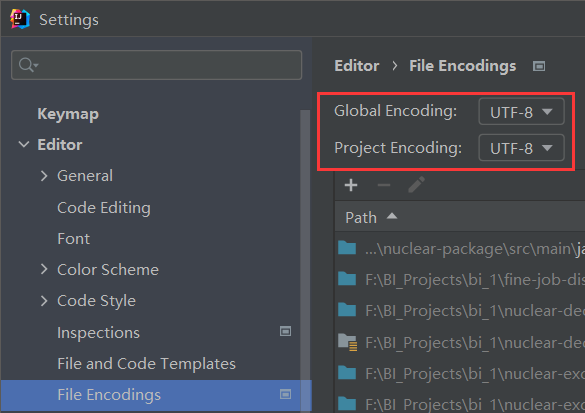 Settings
Keymap
Editor
General
Code Editing
Font
Color Scheme
Code Style
Inspections
File and Code Templates
File Encodings
Editor › File Encodings
Global Encoding: UTF-8
Project Encoding: UTF-8
Path
...\nuclear-package\src\main\ja
F:\BI_Projects\bi_1\fine-job-dis
F:\BI_Projects\bi_1\nuclear-dec
F:\BI_Projects\bi_1\nuclear-dec
F:\BI_Projects\bi_1\nuclear-exc
F:\BI_Projects\bi_1\nuclear-exc